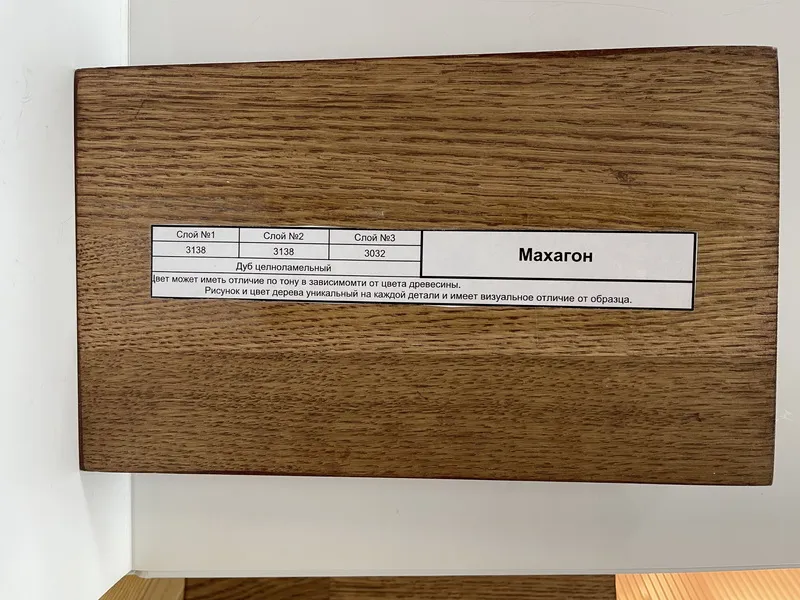 Слой №1 Слой №2 Слой №3
3138 3138 3032
Махагон
Дуб целноламельный
Цвет может иметь отличие по тону в зависимомти от цвета древесины.
Рисунок и цвет дерева уникальный на каждой детали и имеет визуальное отличие от образца.